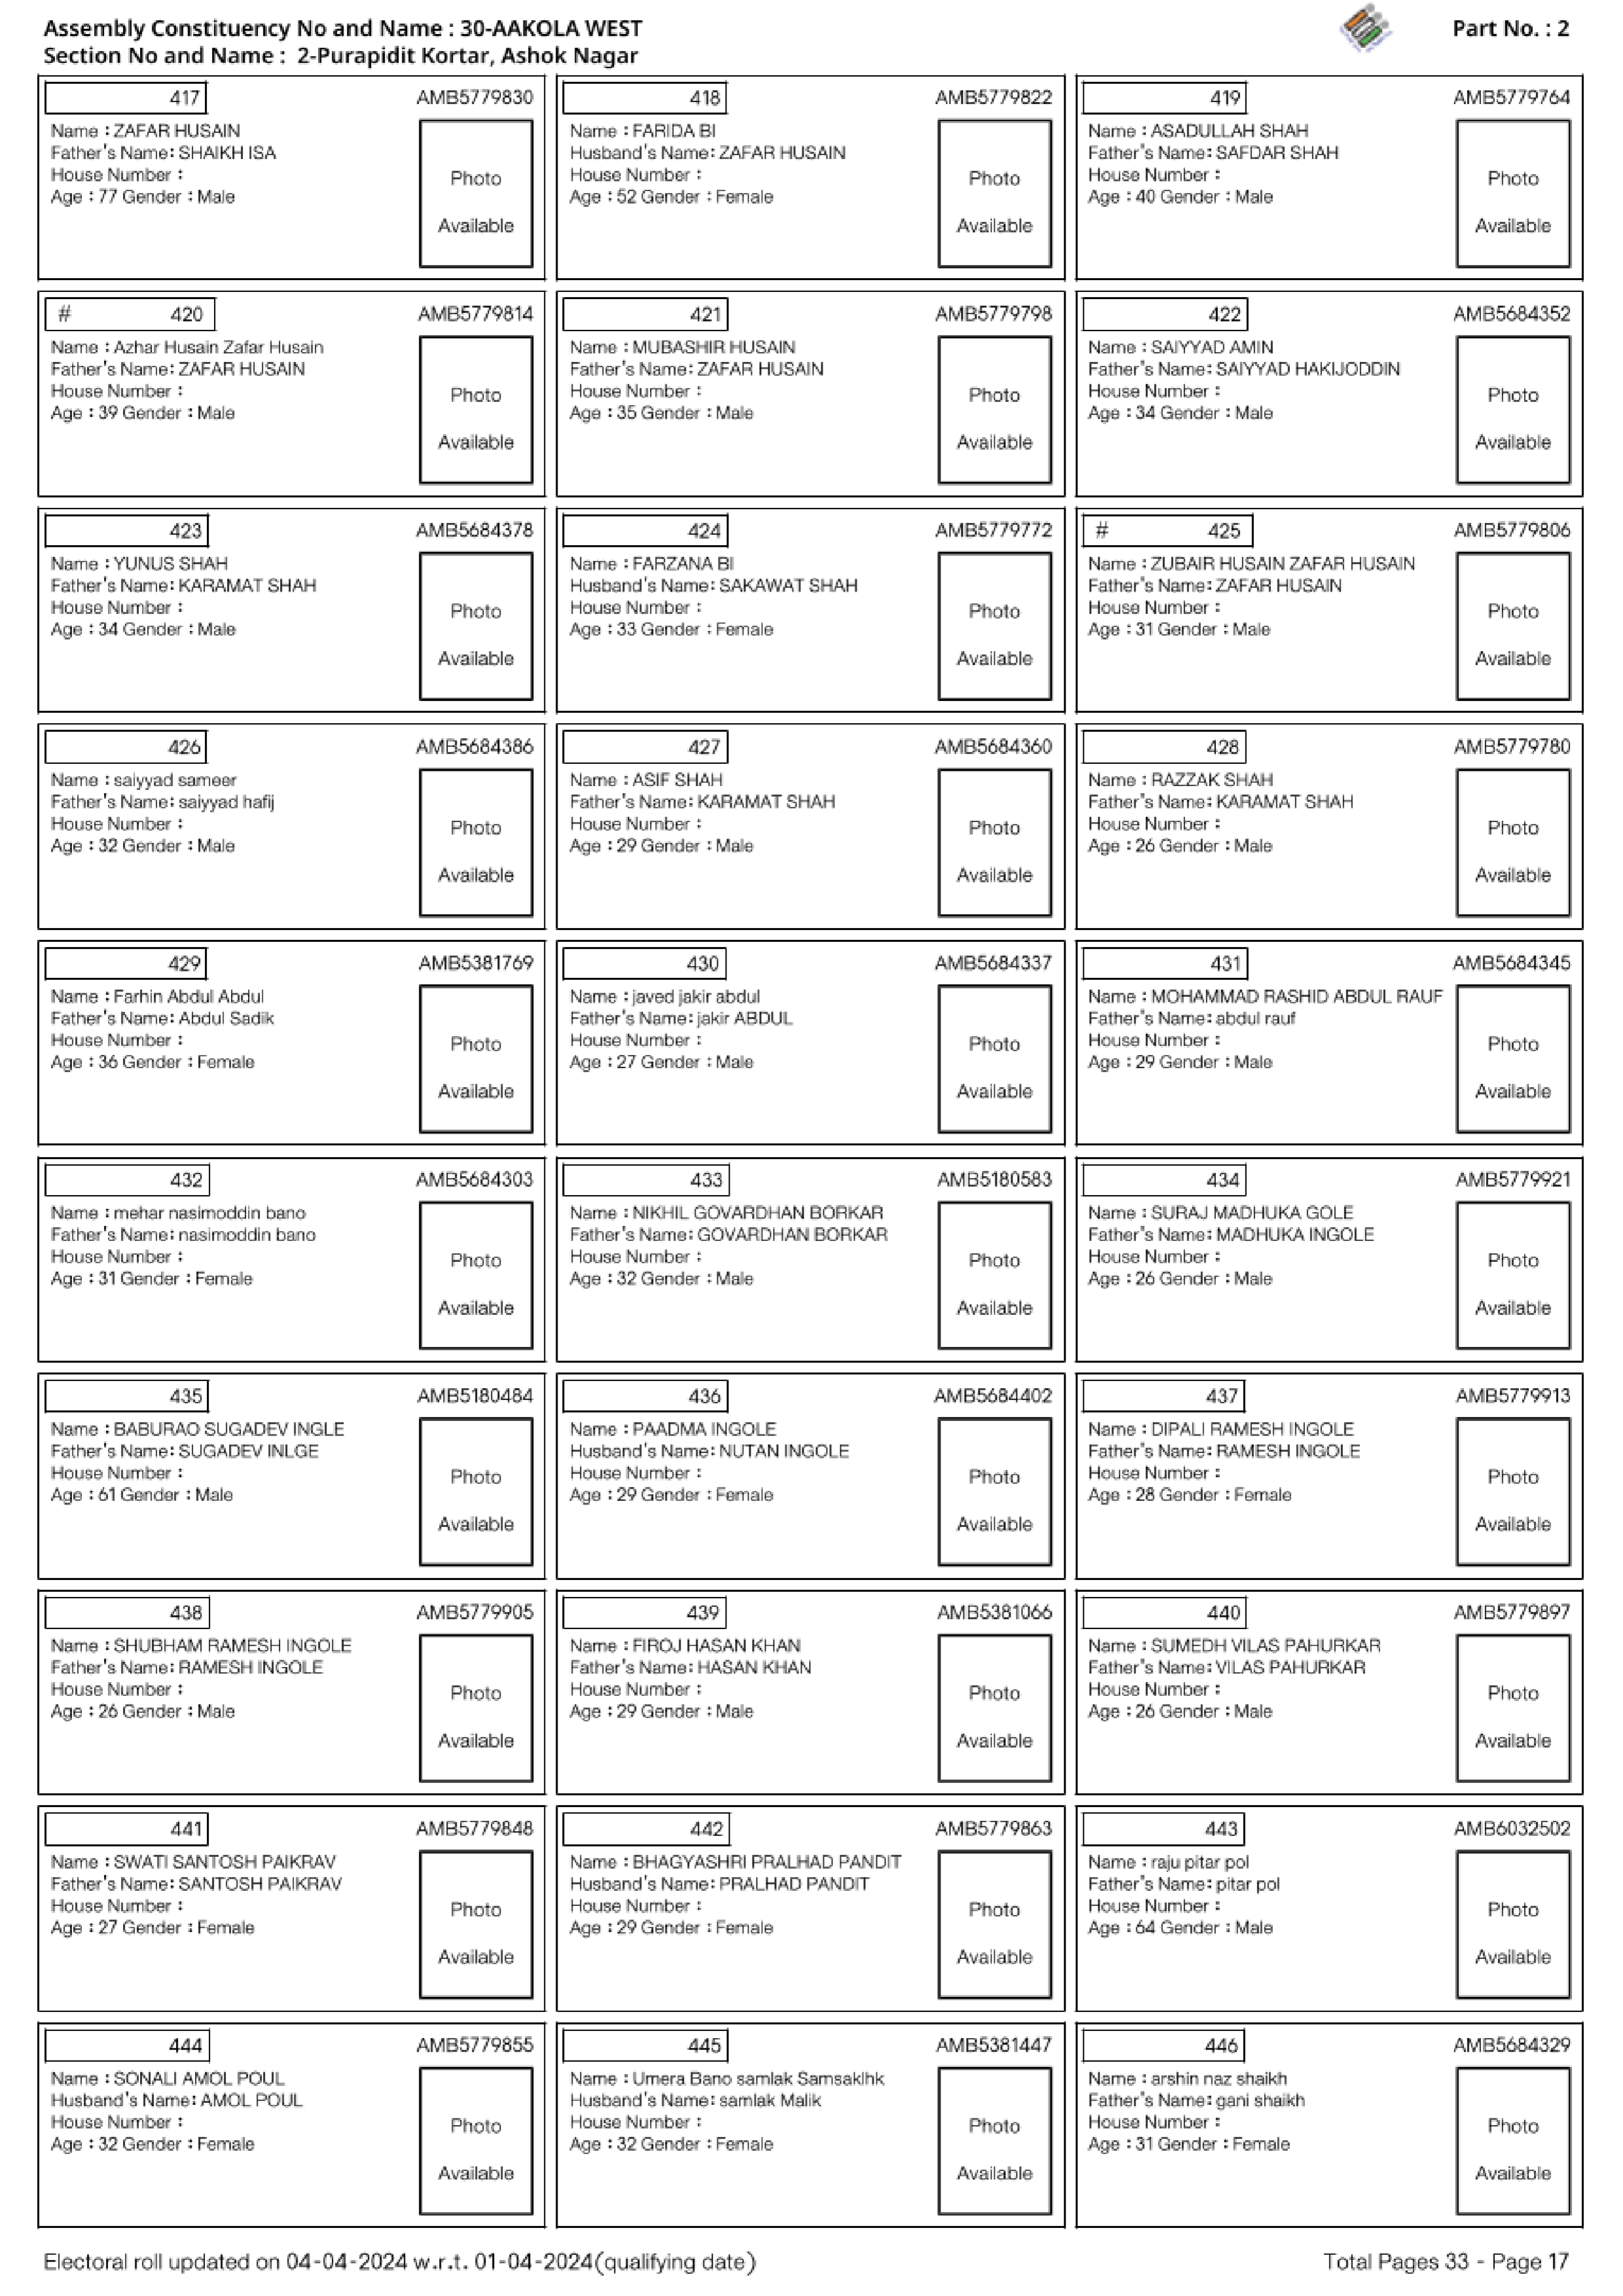 Assembly Constituency No and Name : 30-AAKOLA WEST
Part No. : 2
Section No and Name : 2-Purapidit Kortar, Ashok Nagar
417 AMB5779830
Name : ZAFAR HUSAIN
Father's Name: SHAIKH ISA
House Number :
Age : 77 Gender : Male
Photo
Available
418 AMB5779822
Name : FARIDA BI
Husband's Name: ZAFAR HUSAIN
House Number :
Age : 52 Gender : Female
Photo
Available
419 AMB5779764
Name : ASADULLAH SHAH
Father's Name: SAFDAR SHAH
House Number :
Age : 40 Gender : Male
Photo
Available
# 420 AMB5779814
Name : Azhar Husain Zafar Husain
Father's Name: ZAFAR HUSAIN
House Number :
Age : 39 Gender : Male
Photo
Available
421 AMB5779798
Name : MUBASHIR HUSAIN
Father's Name: ZAFAR HUSAIN
House Number :
Age : 35 Gender : Male
Photo
Available
422 AMB5684352
Name : SAIYYAD AMIN
Father's Name: SAIYYAD HAKIJODDIN
House Number :
Age : 34 Gender : Male
Photo
Available
423 AMB5684378
Name : YUNUS SHAH
Father's Name: KARAMAT SHAH
House Number :
Age : 34 Gender : Male
Photo
Available
424 AMB5779772
Name : FARZANA BI
Husband's Name: SAKAWAT SHAH
House Number :
Age : 33 Gender : Female
Photo
Available
# 425 AMB5779806
Name : ZUBAIR HUSAIN ZAFAR HUSAIN
Father's Name: ZAFAR HUSAIN
House Number :
Age : 31 Gender : Male
Photo
Available
426 AMB5684386
Name : saiyyad sameer
Father's Name: saiyyad hafij
House Number :
Age : 32 Gender : Male
Photo
Available
427 AMB5684360
Name : ASIF SHAH
Father's Name: KARAMAT SHAH
House Number :
Age : 29 Gender : Male
Photo
Available
428 AMB5779780
Name : RAZZAK SHAH
Father's Name: KARAMAT SHAH
House Number :
Age : 26 Gender : Male
Photo
Available
429 AMB5381769
Name : Farhin Abdul Abdul
Father's Name: Abdul Sadik
House Number :
Age : 36 Gender : Female
Photo
Available
430 AMB5684337
Name : javed jakir abdul
Father's Name: jakir ABDUL
House Number :
Age : 27 Gender : Male
Photo
Available
431 AMB5684345
Name : MOHAMMAD RASHID ABDUL RAUF
Father's Name: abdul rauf
House Number :
Age : 29 Gender : Male
Photo
Available
432 AMB5684303
Name : mehar nasimoddin bano
Father's Name: nasimoddin bano
House Number :
Age : 31 Gender : Female
Photo
Available
433 AMB5180583
Name : NIKHIL GOVARDHAN BORKAR
Father's Name: GOVARDHAN BORKAR
House Number :
Age : 32 Gender : Male
Photo
Available
434 AMB5779921
Name : SURAJ MADHUKA GOLE
Father's Name: MADHUKA INGOLE
House Number :
Age : 26 Gender : Male
Photo
Available
435 AMB5180484
Name : BABURAO SUGADEV INGLE
Father's Name: SUGADEV INLGE
House Number :
Age : 61 Gender : Male
Photo
Available
436 AMB5684402
Name : PAADMA INGOLE
Husband's Name: NUTAN INGOLE
House Number :
Age : 29 Gender : Female
Photo
Available
437 AMB5779913
Name : DIPALI RAMESH INGOLE
Father's Name: RAMESH INGOLE
House Number :
Age : 28 Gender : Female
Photo
Available
438 AMB5779905
Name : SHUBHAM RAMESH INGOLE
Father's Name: RAMESH INGOLE
House Number :
Age : 26 Gender : Male
Photo
Available
439 AMB5381066
Name : FIROJ HASAN KHAN
Father's Name: HASAN KHAN
House Number :
Age : 29 Gender : Male
Photo
Available
440 AMB5779897
Name : SUMEDH VILAS PAHURKAR
Father's Name: VILAS PAHURKAR
House Number :
Age : 26 Gender : Male
Photo
Available
441 AMB5779848
Name : SWATI SANTOSH PAIKRAV
Father's Name: SANTOSH PAIKRAV
House Number :
Age : 27 Gender : Female
Photo
Available
442 AMB5779863
Name : BHAGYASHRI PRALHAD PANDIT
Husband's Name: PRALHAD PANDIT
House Number :
Age : 29 Gender : Female
Photo
Available
443 AMB6032502
Name : raju pitar pol
Father's Name: pitar pol
House Number :
Age : 64 Gender : Male
Photo
Available
444 AMB5779855
Name : SONALI AMOL POUL
Husband's Name: AMOL POUL
House Number :
Age : 32 Gender : Female
Photo
Available
445 AMB5381447
Name : Umera Bano samlak Samsaklhk
Husband's Name: samlak Malik
House Number :
Age : 32 Gender : Female
Photo
Available
446 AMB5684329
Name : arshin naz shaikh
Father's Name: gani shaikh
House Number :
Age : 31 Gender : Female
Photo
Available
Electoral roll updated on 04-04-2024 w.r.t. 01-04-2024(qualifying date)
Total Pages 33 - Page 17